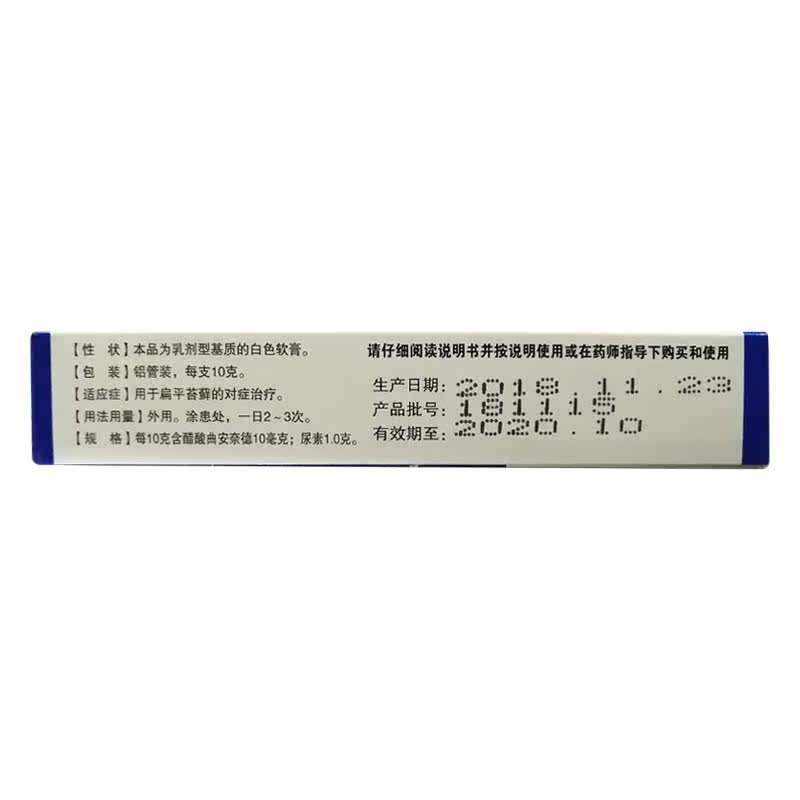 【性 状】本品为乳剂型基质的白色软膏。
【包 装】铝管装，每支10克。
【适应症】用于扁平苔藓的对症治疗。
【用法用量】外用。涂患处，一日2~3次。
【规 格】每10克含醋酸曲安奈德10毫克；尿素1.0克。
请仔细阅读说明书并按说明使用或在药师指导下购买和使用
生产日期：2018.11.23
产品批号：181115
有效期至：2020.10